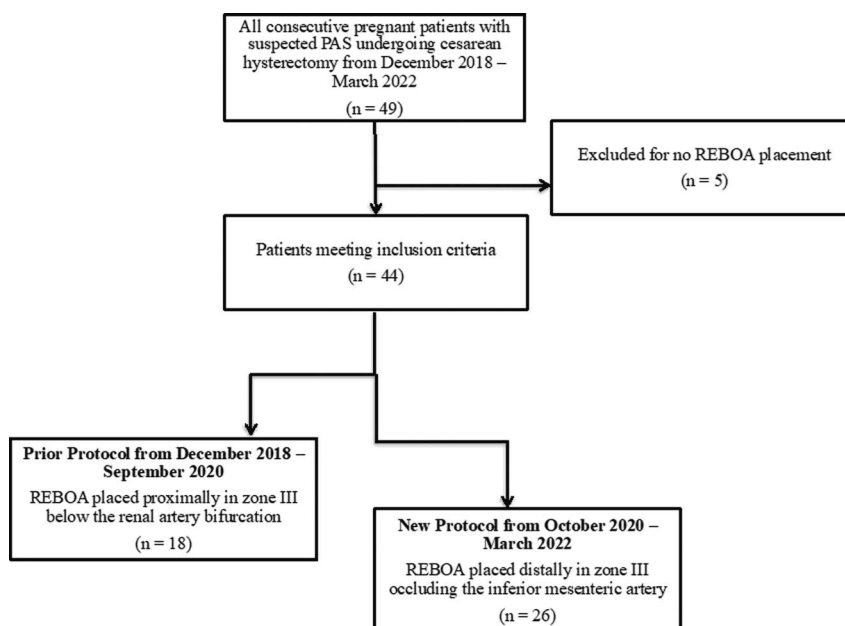 All consecutive pregnant patients with
suspected PAS undergoing cesarean
hysterectomy from December 2018 –
March 2022
(n = 49)
Excluded for no REBOA placement
(n = 5)
Patients meeting inclusion criteria
(n = 44)
Prior Protocol from December 2018 –
September 2020
REBOA placed proximally in zone III
below the renal artery bifurcation
(n = 18)
New Protocol from October 2020 –
March 2022
REBOA placed distally in zone III
occluding the inferior mesenteric artery
(n = 26)